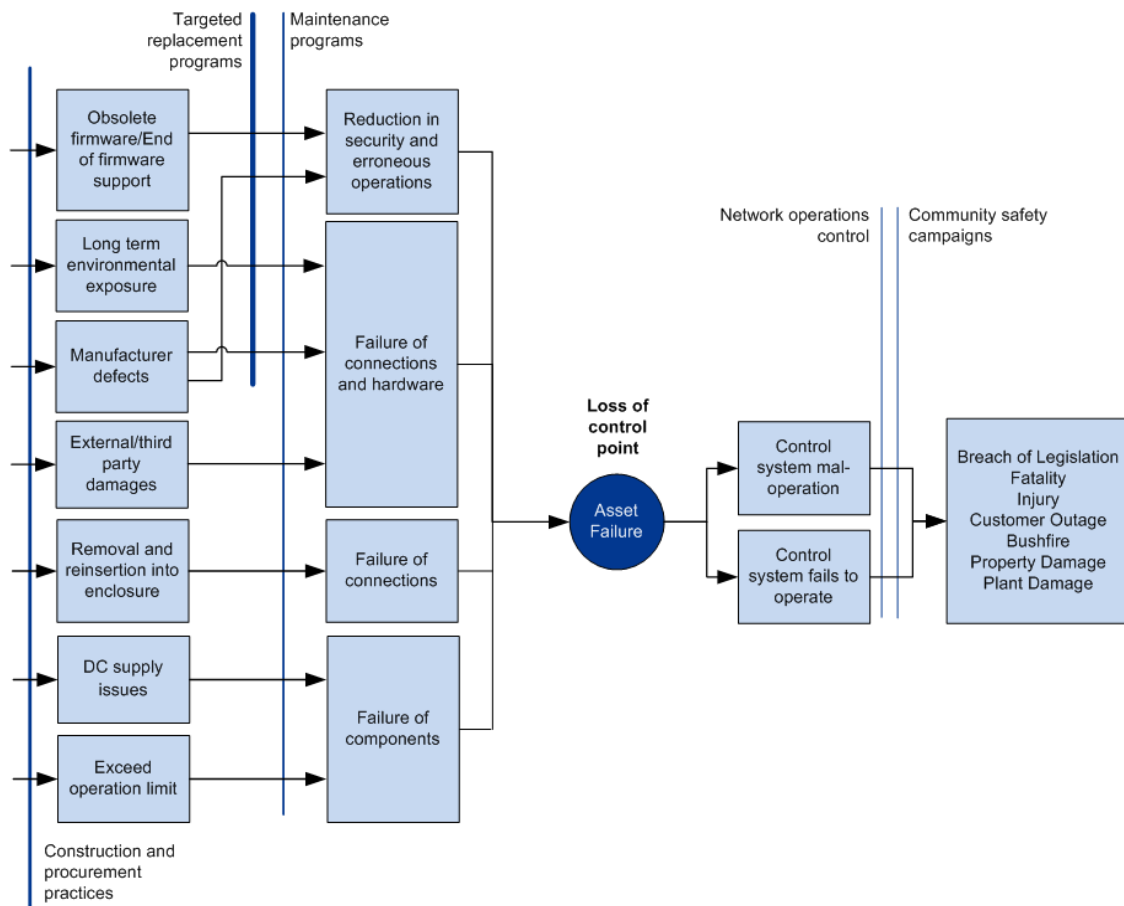 Targeted
replacement
programs
Maintenance
programs
Obsolete
firmware/End
of firmware
support
Reduction in
security and
erroneous
operations
Long term
environmental
exposure
Manufacturer
defects
Failure of
connections
and hardware
External/third
party
damages
Removal and
reinsertion into
enclosure
Failure of
connections
DC supply
issues
Exceed
operation limit
Failure of
components
Construction and
procurement
practices
Loss of
control
point
Asset
Failure
Network operations
control
Community safety
campaigns
Control
system mal-
operation
Control
system fails to
operate
Breach of Legislation
Fatality
Injury
Customer Outage
Bushfire
Property Damage
Plant Damage